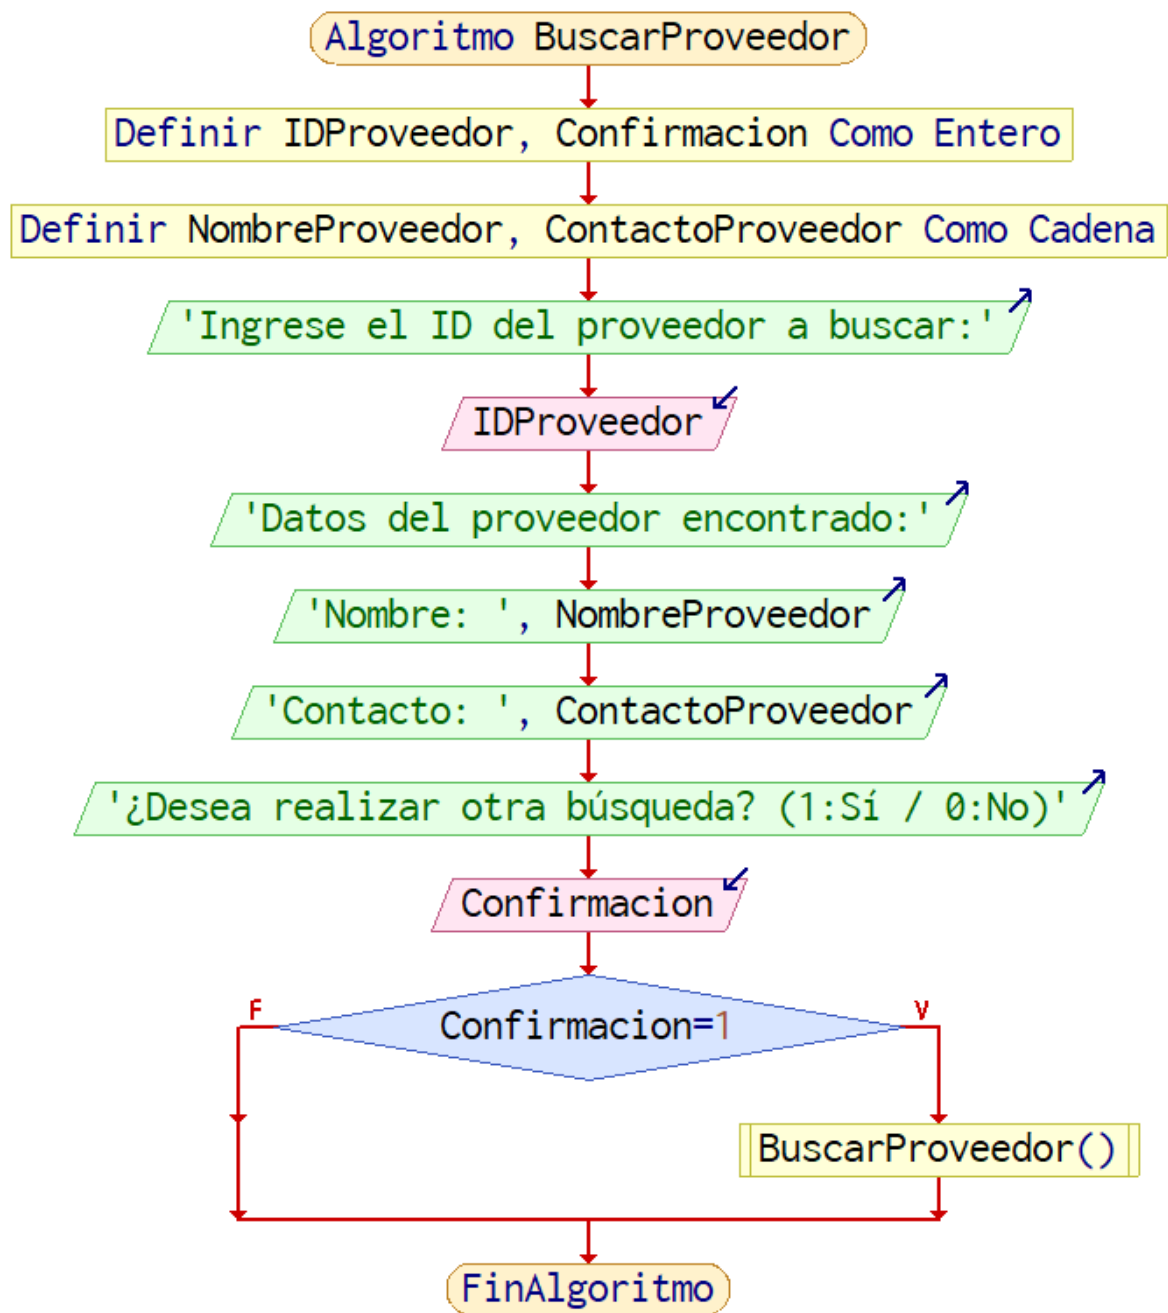 Algoritmo BuscarProveedor
Definir IDProveedor, Confirmacion Como Entero
Definir NombreProveedor, ContactoProveedor Como Cadena
'Ingrese el ID del proveedor a buscar:'
IDProveedor
'Datos del proveedor encontrado:'
'Nombre: ', NombreProveedor
'Contacto: ', ContactoProveedor
'¿Desea realizar otra búsqueda? (1:Sí / 0:No)'
Confirmacion
F
V
Confirmacion=1
BuscarProveedor()
FinAlgoritmo